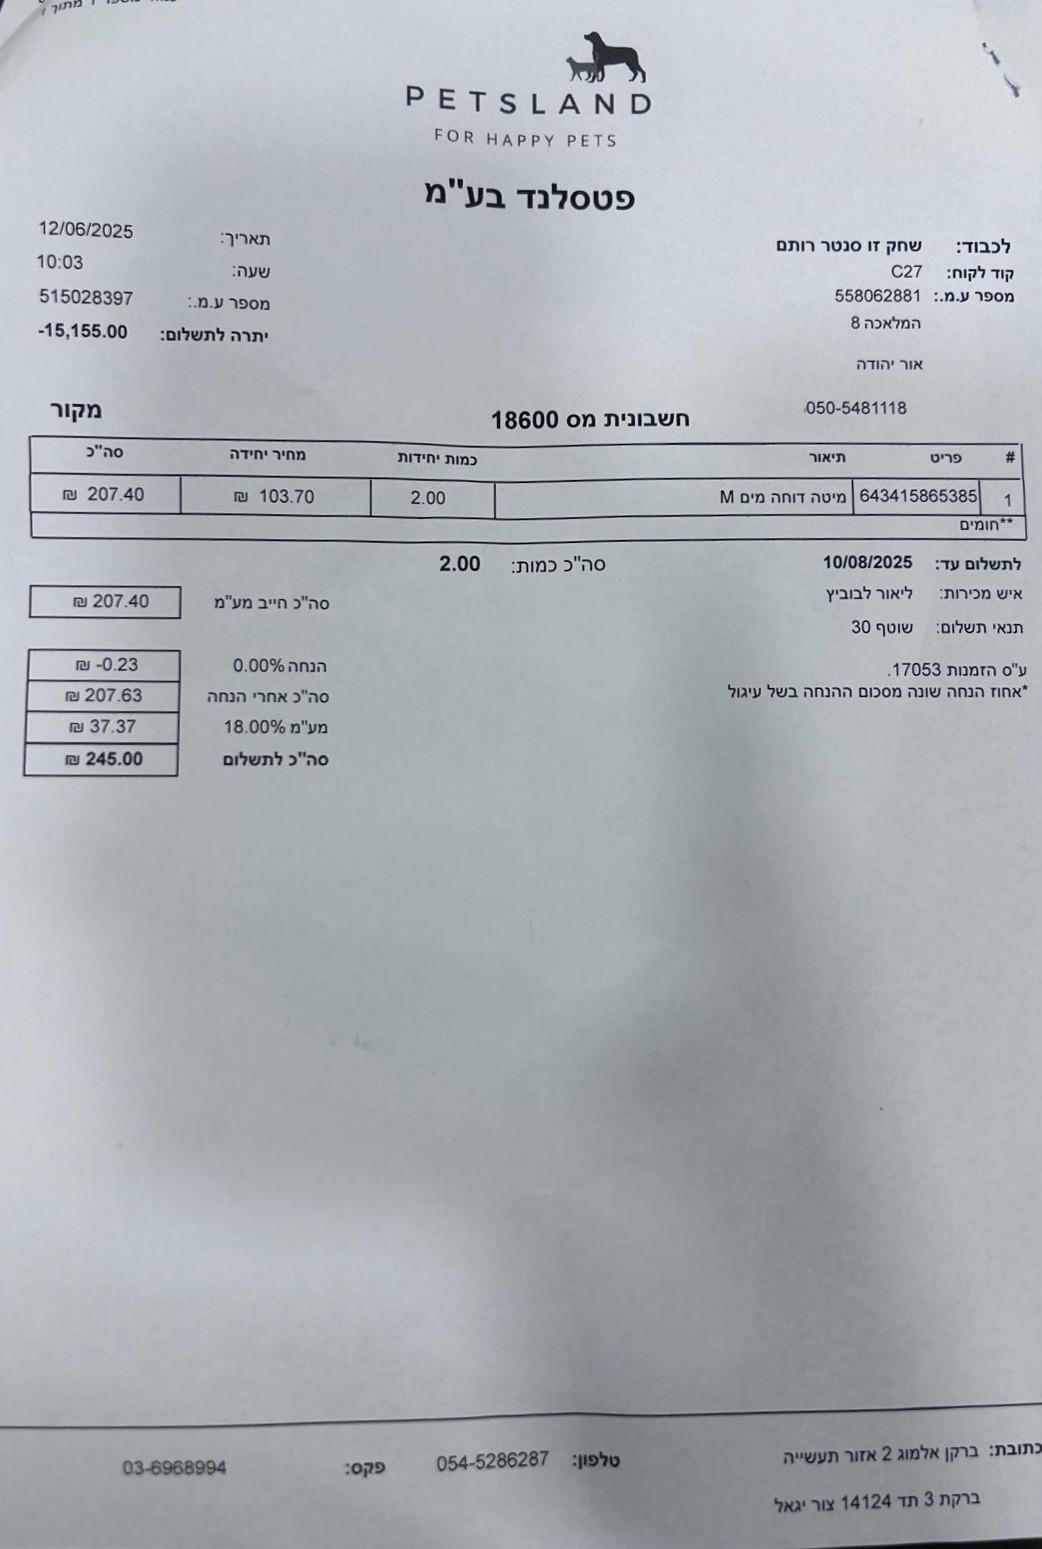 מתוך 1
PETSLAND
FOR HAPPY PETS
פטסלנד בע"מ
לכבוד: שחק זו סנטר רותם
קוד לקוח: C27
מספר ע.מ.: 558062881
המלאכה 8
אור יהודה
050-5481118
תאריך: 12/06/2025
שעה: 10:03
מספר ע.מ.: 515028397
יתרה לתשלום: -15,155.00
חשבונית מס 18600
מקור
# פריט תיאור כמות יחידות מחיר יחידה סה"כ
1 643415865385 מיטה דוחה מים M 2.00 103.70 ₪ 207.40 ₪
**חומים
לתשלום עד: 10/08/2025
סה"כ כמות: 2.00
איש מכירות: ליאור לבוביץ
סה"כ חייב מע"מ 207.40 ₪
תנאי תשלום: שוטף 30
ע"ס הזמנות 17053.
הנחה 0.00% -0.23 ₪
*אחוז הנחה שונה מסכום ההנחה בשל עיגול
סה"כ אחרי הנחה 207.63 ₪
מע"מ 18.00% 37.37 ₪
סה"כ לתשלום 245.00 ₪
כתובת: ברקן אלמוג 2 אזור תעשייה
טלפון: 054-5286287
פקס: 03-6968994
ברקת 3 תד 14124 צור יגאל